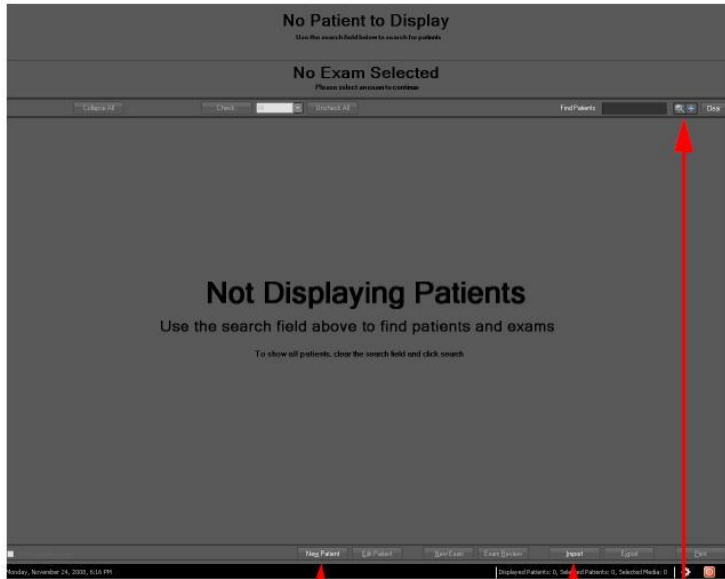 No Patient to Display
Use the search field below to search for patients
No Exam Selected
Please select an exam to continue
Collapse All Check All Uncheck All Find Patients Clear
Not Displaying Patients
Use the search field above to find patients and exams
To show all patients, clear the search field and click search
New Patient Edit Patient New Exam Exam Review Import Export Print
Monday, November 24, 2008, 6:16 PM Displayed Patients: 0, Selected Patients: 0, Selected Media: 0